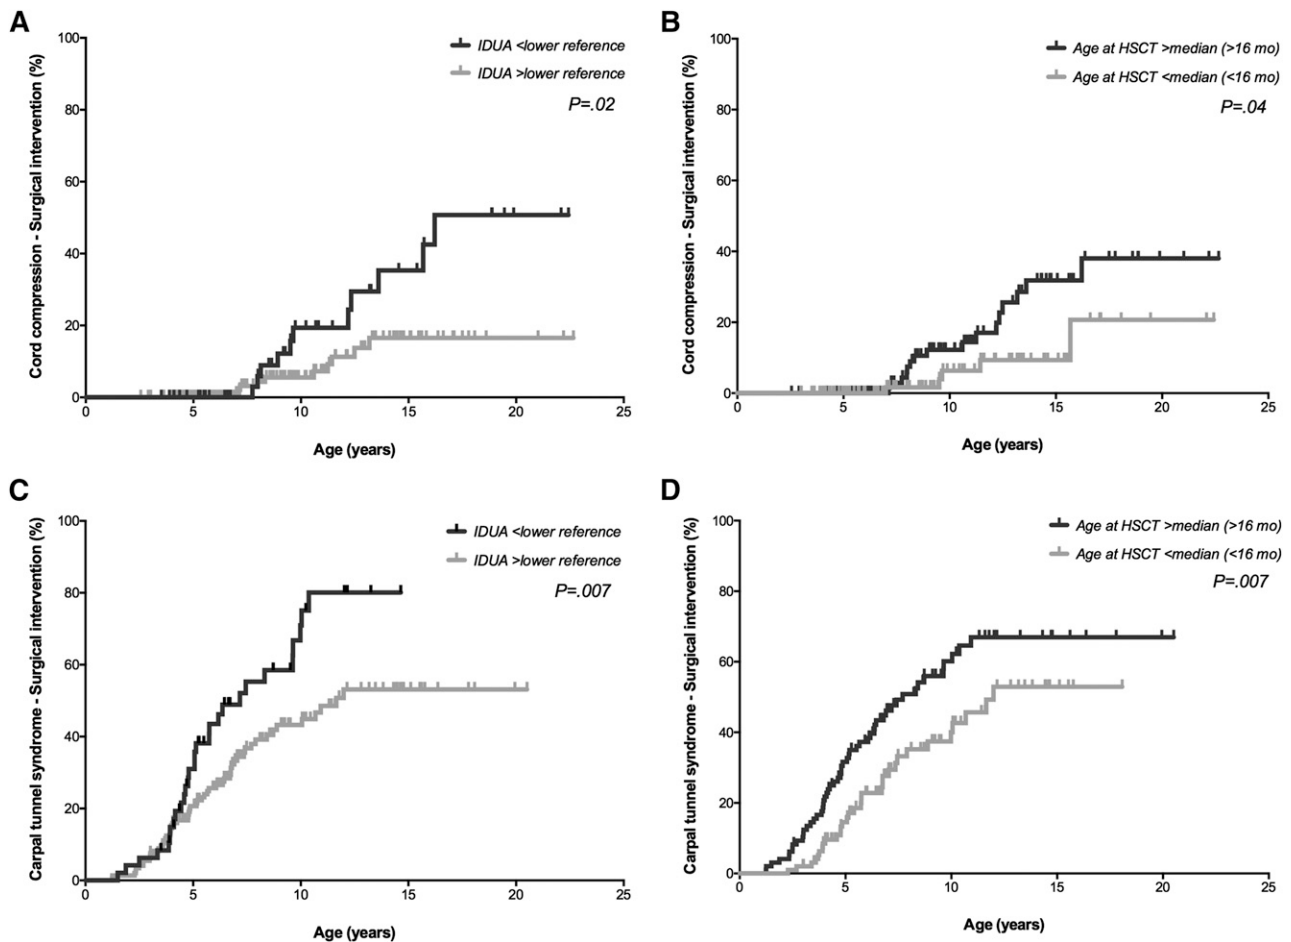 A
Cord compression - Surgical intervention (%)
100
80
60
40
20
0
0 5 10 15 20 25
Age (years)
IDUA <lower reference
IDUA >lower reference
P=.02
B
Cord compression - Surgical intervention (%)
100
80
60
40
20
0
0 5 10 15 20 25
Age (years)
Age at HSCT >median (>16 mo)
Age at HSCT <median (<16 mo)
P=.04
C
Carpal tunnel syndrome - Surgical intervention (%)
100
80
60
40
20
0
0 5 10 15 20 25
Age (years)
IDUA <lower reference
IDUA >lower reference
P=.007
D
Carpal tunnel syndrome - Surgical intervention (%)
100
80
60
40
20
0
0 5 10 15 20 25
Age (years)
Age at HSCT >median (>16 mo)
Age at HSCT <median (<16 mo)
P=.007